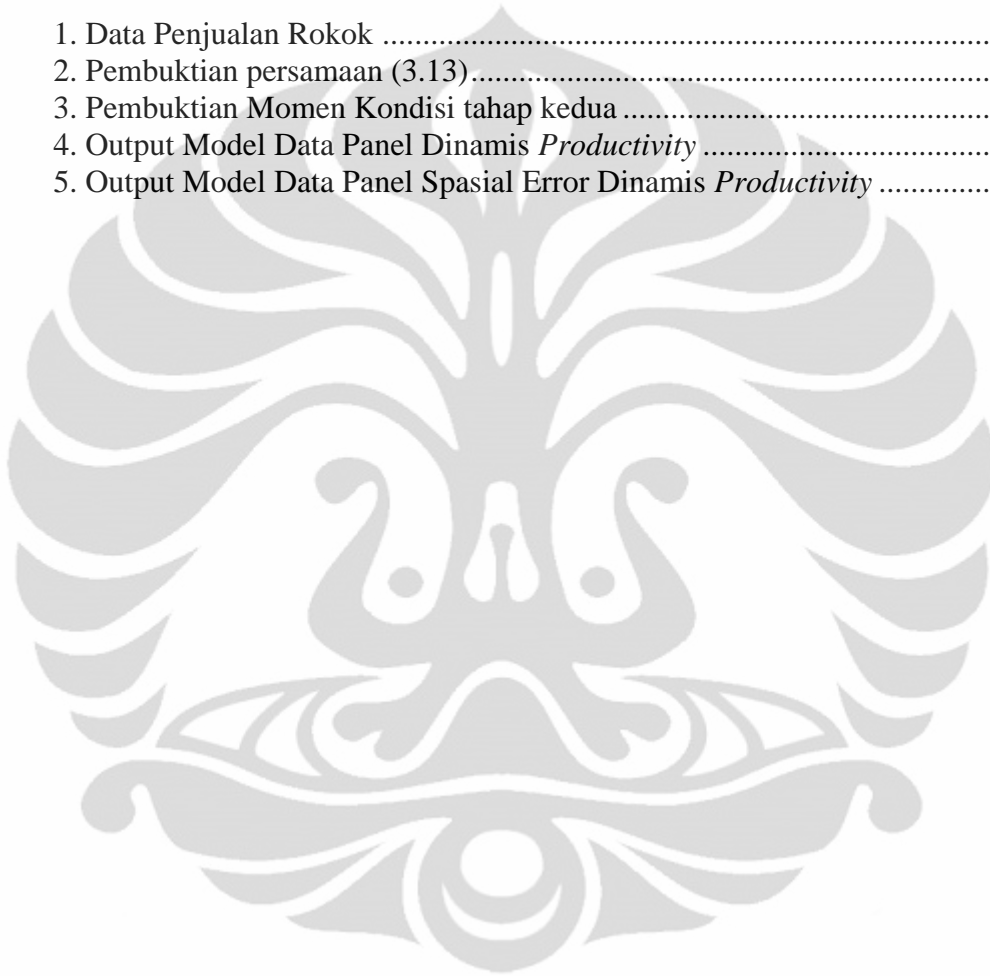 1. Data Penjualan Rokok ..........................................................................
2. Pembuktian persamaan (3.13)...............................................................
3. Pembuktian Momen Kondisi tahap kedua ..........................................
4. Output Model Data Panel Dinamis Productivity ...................................
5. Output Model Data Panel Spasial Error Dinamis Productivity ..............